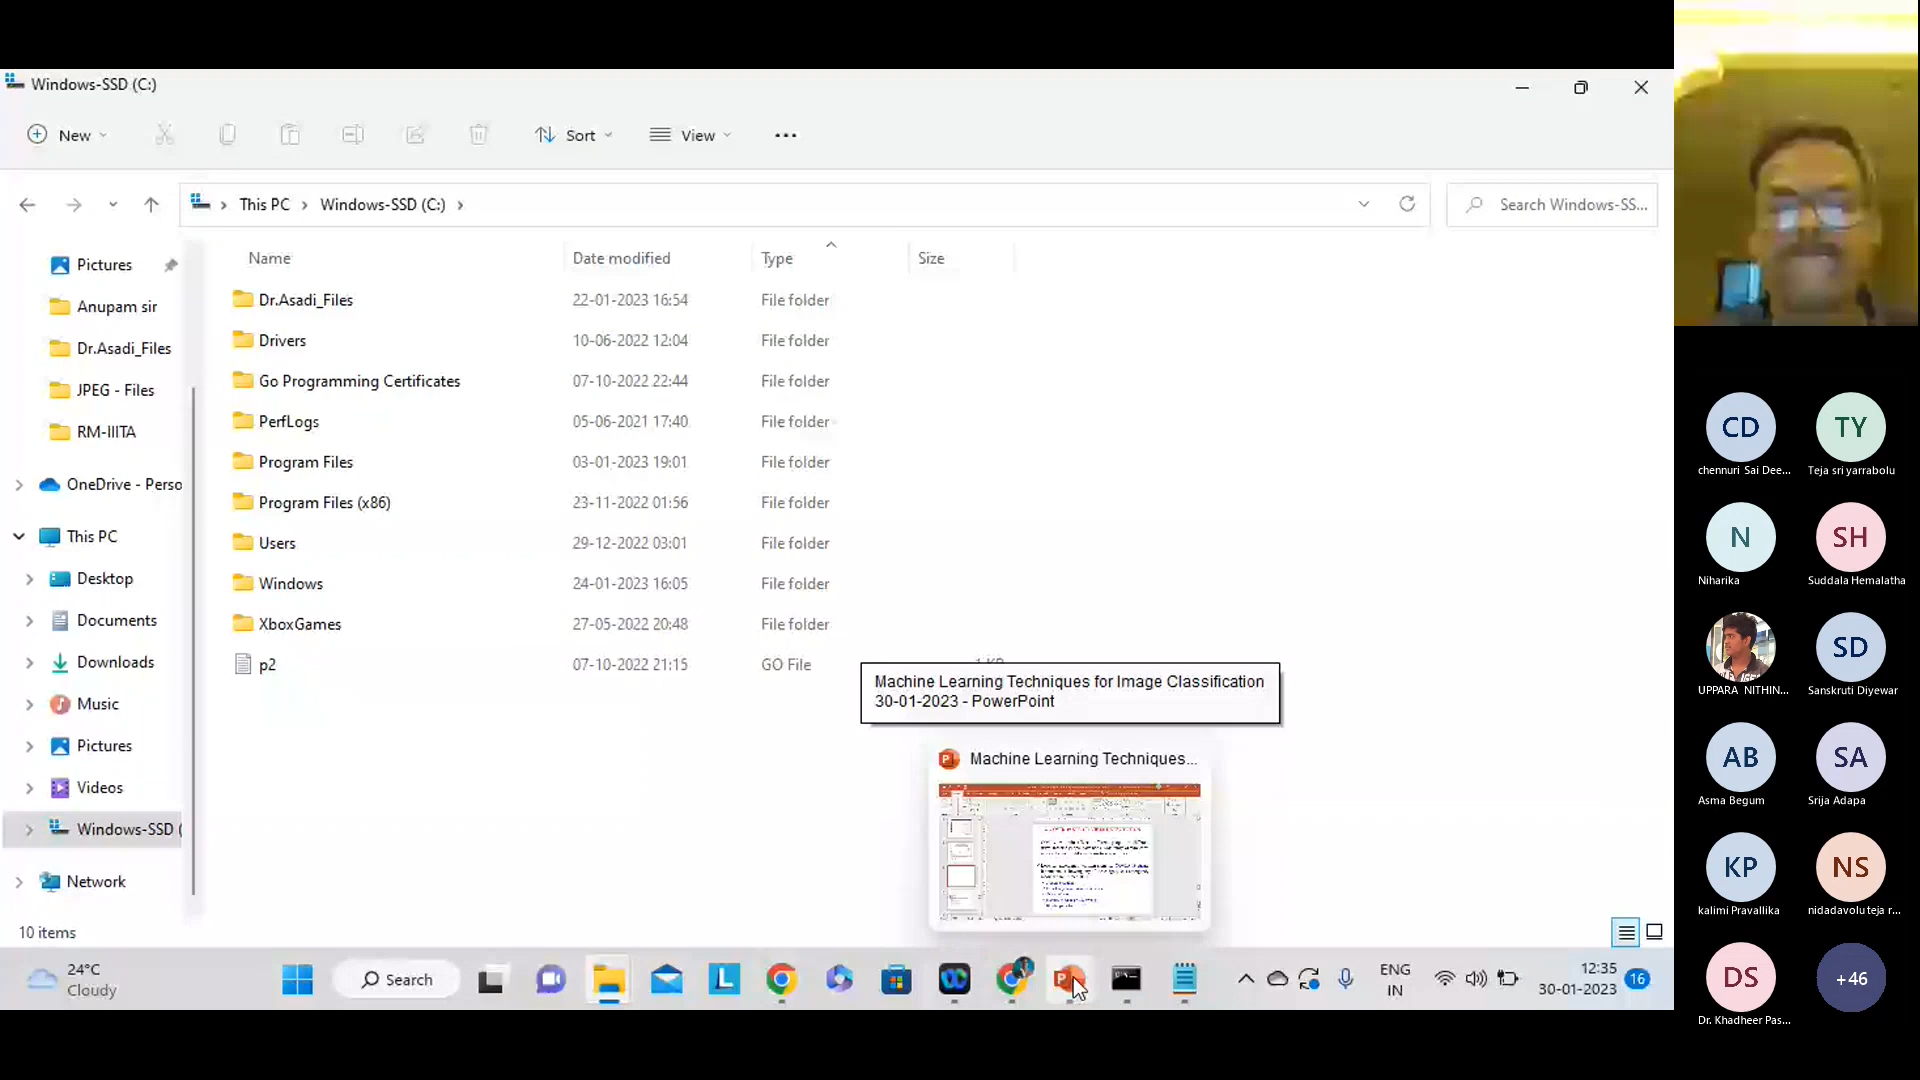 Windows-SSD (C:)
New
Sort
View
This PC
Windows-SSD (C:)
Search Windows-SS...
Name
Date modified
Type
Size
Pictures
Anupam sir
Dr.Asadi_Files
JPEG - Files
RM-IIITA
OneDrive - Perso
This PC
Desktop
Documents
Downloads
Music
Pictures
Videos
Windows-SSD (
Network
Dr.Asadi_Files 22-01-2023 16:54 File folder
Drivers 10-06-2022 12:04 File folder
Go Programming Certificates 07-10-2022 22:44 File folder
PerfLogs 05-06-2021 17:40 File folder
Program Files 03-01-2023 19:01 File folder
Program Files (x86) 23-11-2022 01:56 File folder
Users 29-12-2022 03:01 File folder
Windows 24-01-2023 16:05 File folder
XboxGames 27-05-2022 20:48 File folder
p2 07-10-2022 21:15 GO File
Machine Learning Techniques for Image Classification
30-01-2023 - PowerPoint
Machine Learning Techniques...
10 items
24°C
Cloudy
Search
ENG
IN
12:35
30-01-2023
16
CD
chennuri Sai Dee...
TY
Teja sri yarrabolu
N
Niharika
SH
Suddala Hemalatha
UPPARA NITHIN...
SD
Sanskruti Diyewar
AB
Asma Begum
SA
Srija Adapa
KP
kalimi Pravallika
NS
nidadavolu teja r...
DS
Dr. Khadheer Pas...
+46